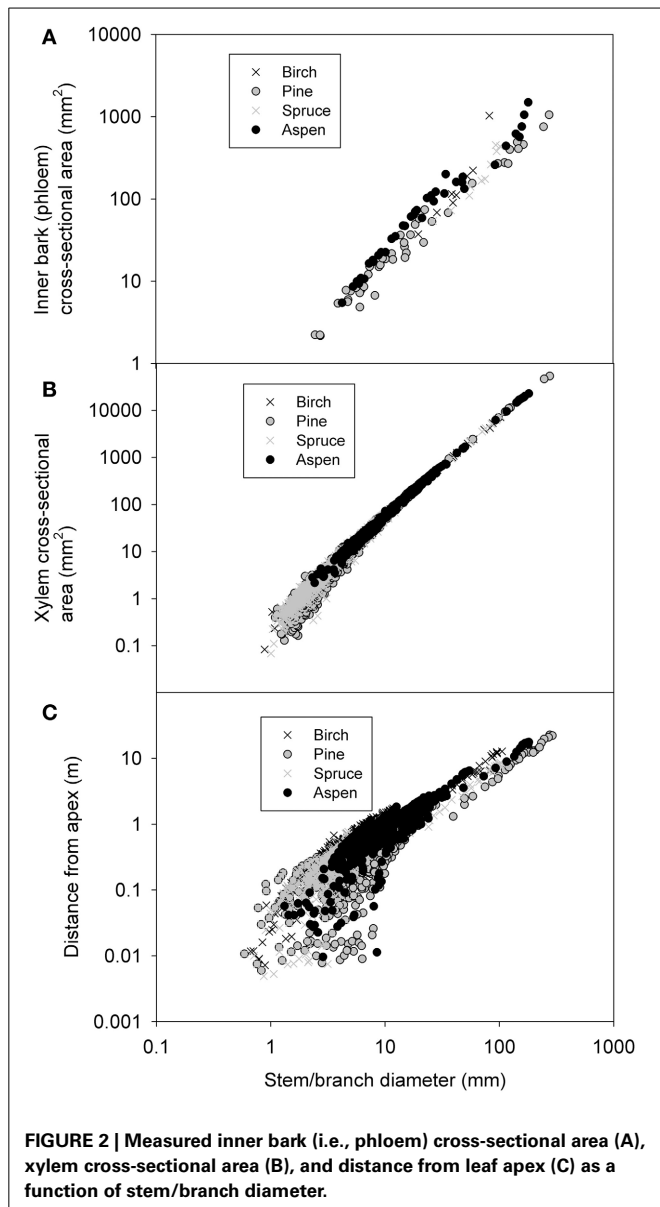 A
10000
1000
100
10
1
Inner bark (phloem)
cross-sectional area (mm²)
Birch
Pine
Spruce
Aspen
B
10000
1000
100
10
1
0.1
Xylem cross-sectional
area (mm²)
Birch
Pine
Spruce
Aspen
C
10
1
0.1
0.01
0.001
Distance from apex (m)
Birch
Pine
Spruce
Aspen
0.1
1
10
100
1000
Stem/branch diameter (mm)
FIGURE 2 | Measured inner bark (i.e., phloem) cross-sectional area (A),
xylem cross-sectional area (B), and distance from leaf apex (C) as a
function of stem/branch diameter.